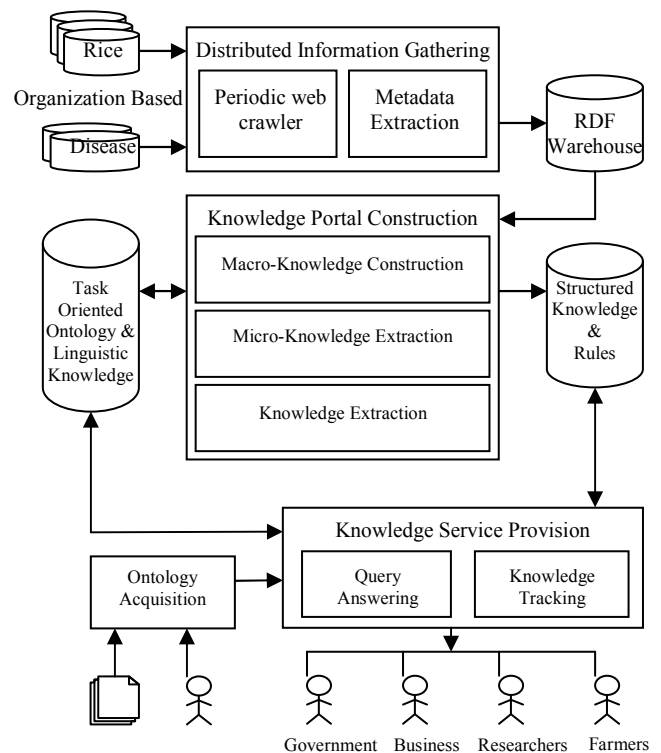 Rice
Organization Based
Disease
Distributed Information Gathering
Periodic web
crawler
Metadata
Extraction
RDF
Warehouse
Knowledge Portal Construction
Macro-Knowledge Construction
Micro-Knowledge Extraction
Knowledge Extraction
Task
Oriented
Ontology &
Linguistic
Knowledge
Structured
Knowledge
&
Rules
Knowledge Service Provision
Query
Answering
Knowledge
Tracking
Ontology
Acquisition
Government
Business
Researchers
Farmers